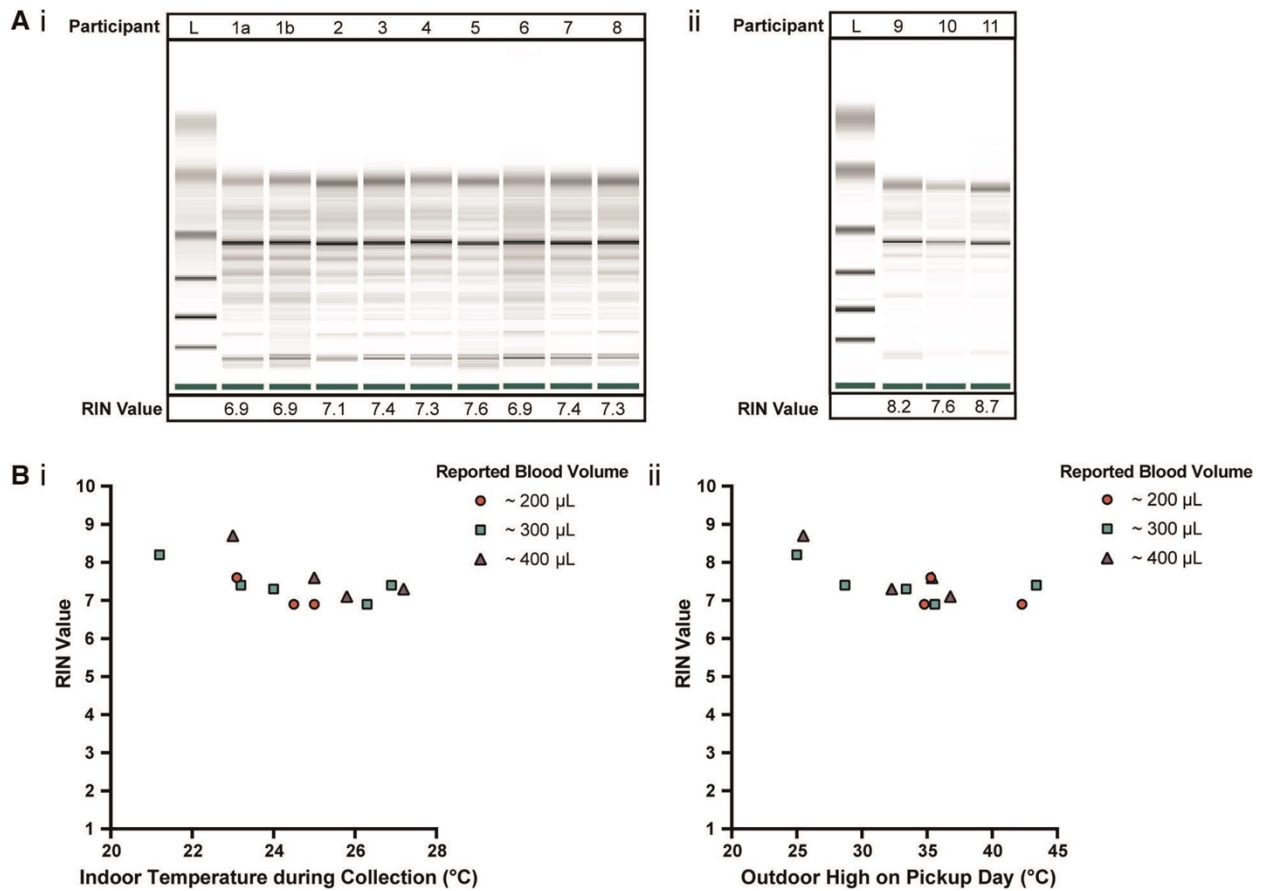 A i
Participant L 1a 1b 2 3 4 5 6 7 8
RIN Value 6.9 6.9 7.1 7.4 7.3 7.6 6.9 7.4 7.3
ii
Participant L 9 10 11
RIN Value 8.2 7.6 8.7
B i
Reported Blood Volume
~ 200 µL
~ 300 µL
~ 400 µL
RIN Value
10
9
8
7
6
5
4
3
2
1
20 22 24 26 28
Indoor Temperature during Collection (°C)
ii
Reported Blood Volume
~ 200 µL
~ 300 µL
~ 400 µL
RIN Value
10
9
8
7
6
5
4
3
2
1
20 25 30 35 40 45
Outdoor High on Pickup Day (°C)